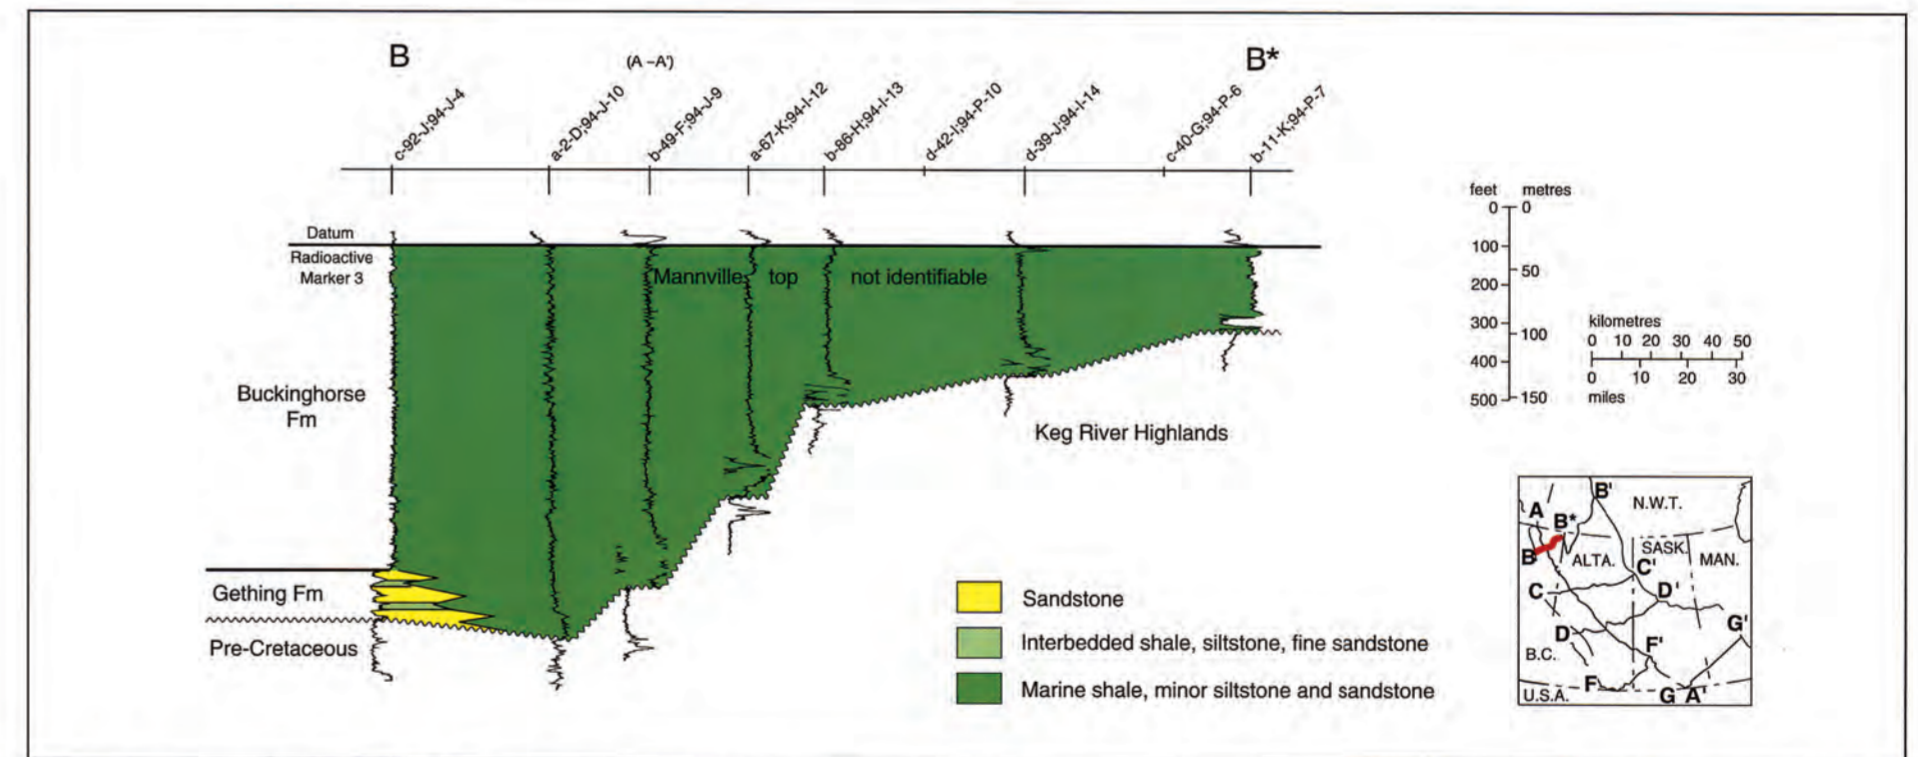 B
(A –A')
B*
c-92-J;94-J-4
a-2-D;94-J-10
b-49-F;94-J-9
a-67-K;94-I-12
b-86-H;94-I-13
d-42-I;94-P-10
d-39-J;94-I-14
c-40-G;94-P-6
b-11-K;94-P-7
feet metres
0 0
100
50
200
300
100
400
500 150
kilometres
0 10 20 30 40 50
0 10 20 30
miles
Datum
Radioactive
Marker 3
Mannville top not identifiable
Buckinghorse
Fm
Keg River Highlands
Gething Fm
Pre-Cretaceous
Sandstone
Interbedded shale, siltstone, fine sandstone
Marine shale, minor siltstone and sandstone
B'
N.W.T.
A
B*
B
ALTA.
SASK.
MAN.
C'
C
D'
D
G'
B.C.
F'
F
U.S.A.
G
A'